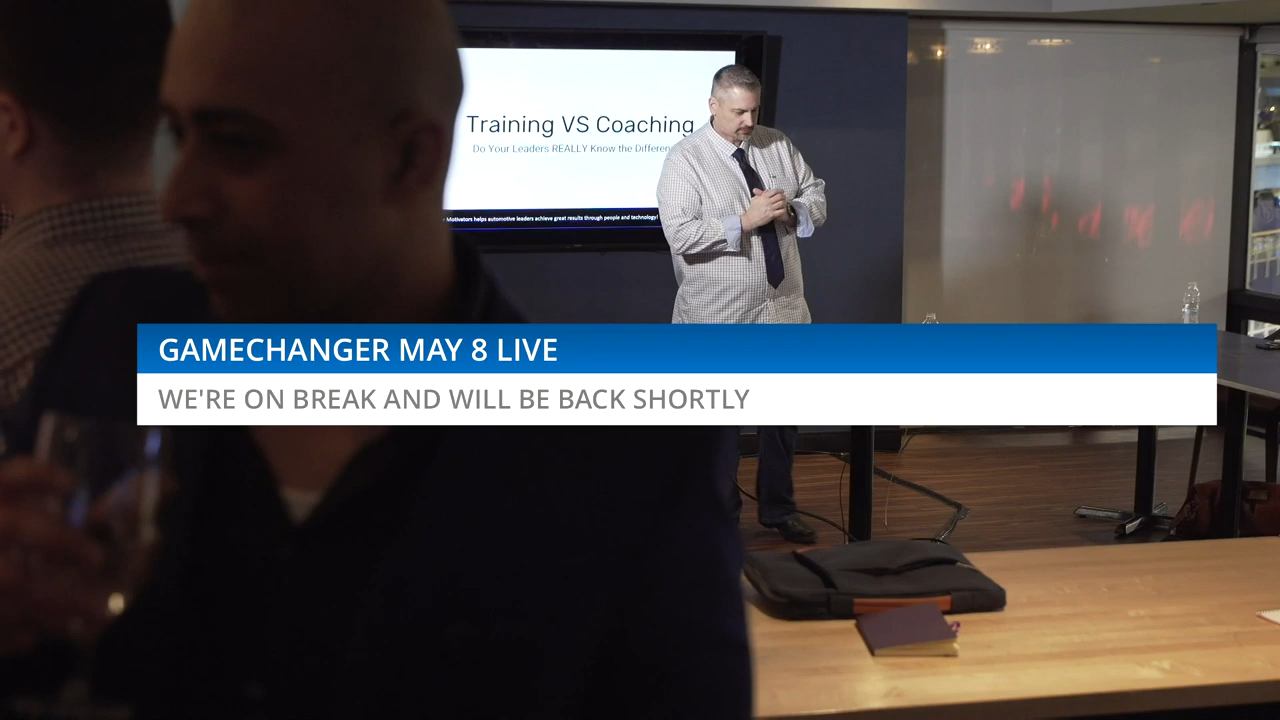 Training VS Coaching
Do Your Leaders REALLY Know the
Motivators helps automotive leaders achieve great results through people and technology!
GAMECHANGER MAY 8 LIVE
WE'RE ON BREAK AND WILL BE BACK SHORTLY